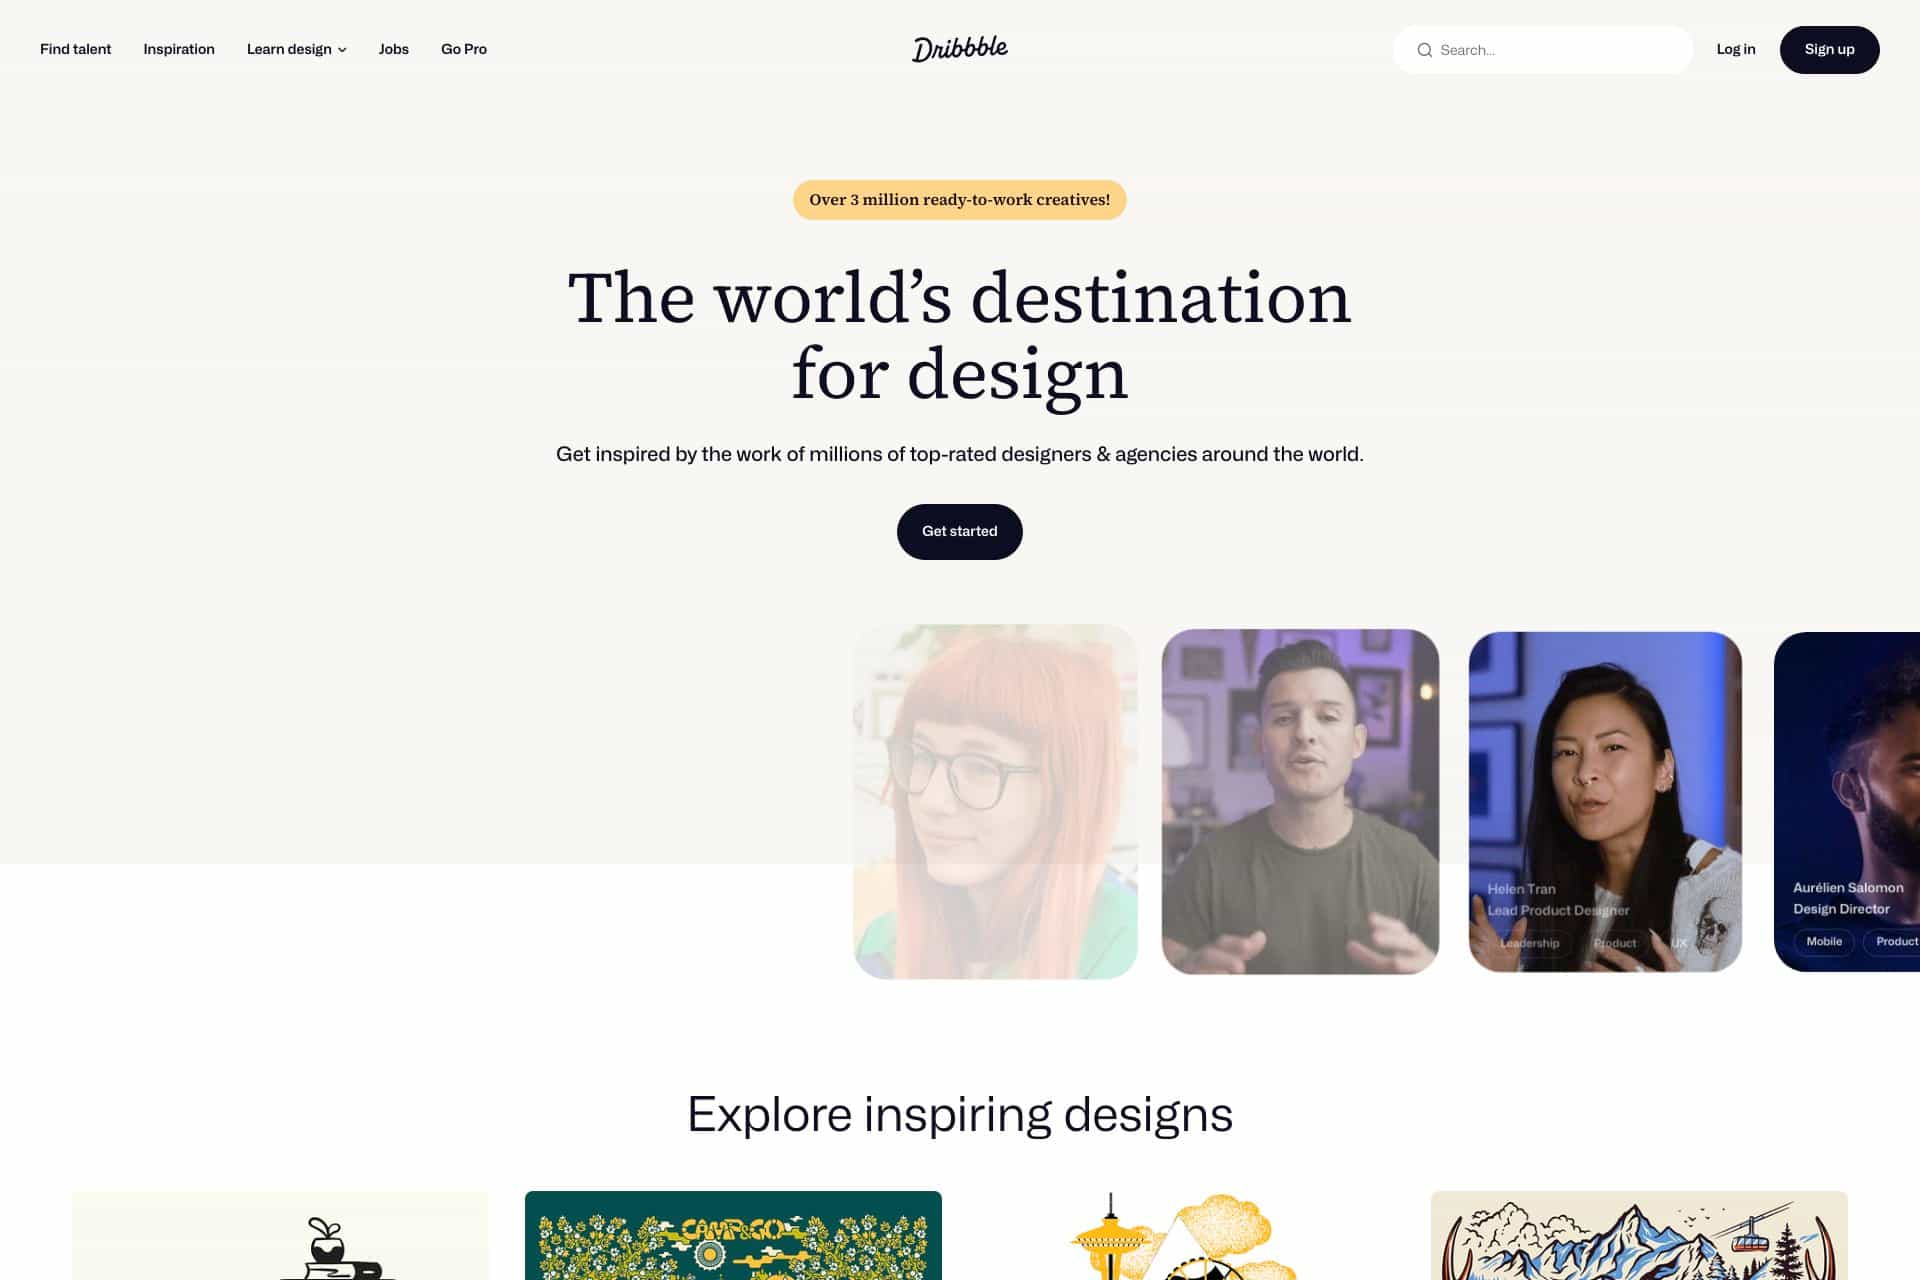 Find talent
Inspiration
Learn design
Jobs
Go Pro
Dribbble
Search...
Log in
Sign up
Over 3 million ready-to-work creatives!
The world’s destination
for design
Get inspired by the work of millions of top-rated designers & agencies around the world.
Get started
Helen Tran
Lead Product Designer
Leadership
Product
UX
Aurélien Salomon
Design Director
Mobile
Product
Explore inspiring designs
CAMP&GO